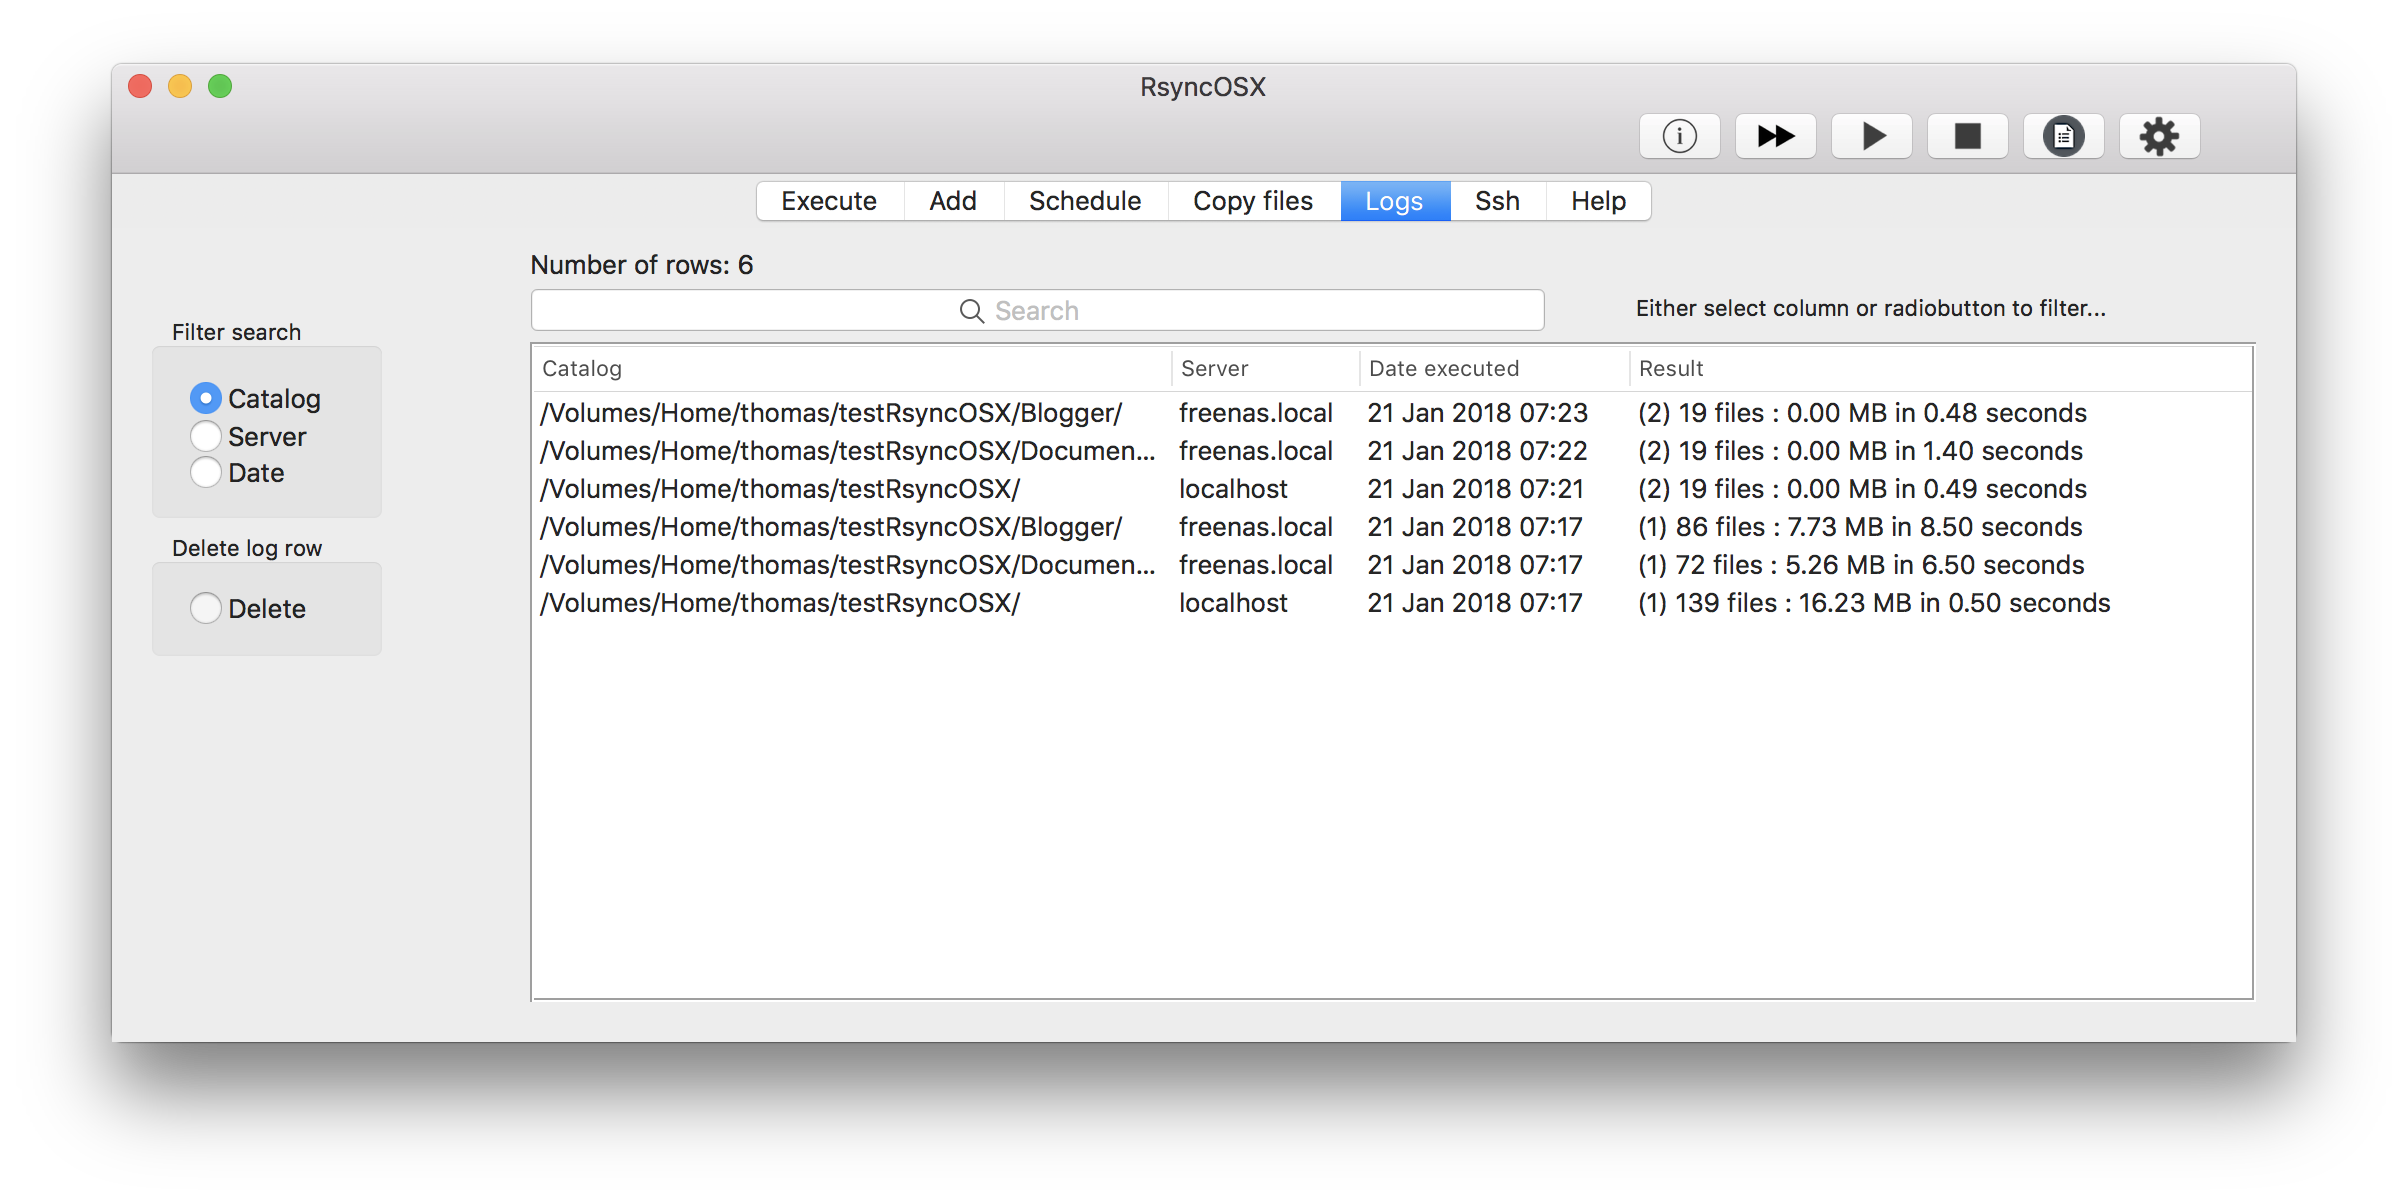 RsyncOSX
Execute Add Schedule Copy files Logs Ssh Help
Number of rows: 6
Search
Either select column or radiobutton to filter...
Filter search
Catalog
Server
Date
Delete log row
Delete
Catalog Server Date executed Result
/Volumes/Home/thomas/testRsyncOSX/Blogger/ freenas.local 21 Jan 2018 07:23 (2) 19 files : 0.00 MB in 0.48 seconds
/Volumes/Home/thomas/testRsyncOSX/Documen... freenas.local 21 Jan 2018 07:22 (2) 19 files : 0.00 MB in 1.40 seconds
/Volumes/Home/thomas/testRsyncOSX/ localhost 21 Jan 2018 07:21 (2) 19 files : 0.00 MB in 0.49 seconds
/Volumes/Home/thomas/testRsyncOSX/Blogger/ freenas.local 21 Jan 2018 07:17 (1) 86 files : 7.73 MB in 8.50 seconds
/Volumes/Home/thomas/testRsyncOSX/Documen... freenas.local 21 Jan 2018 07:17 (1) 72 files : 5.26 MB in 6.50 seconds
/Volumes/Home/thomas/testRsyncOSX/ localhost 21 Jan 2018 07:17 (1) 139 files : 16.23 MB in 0.50 seconds